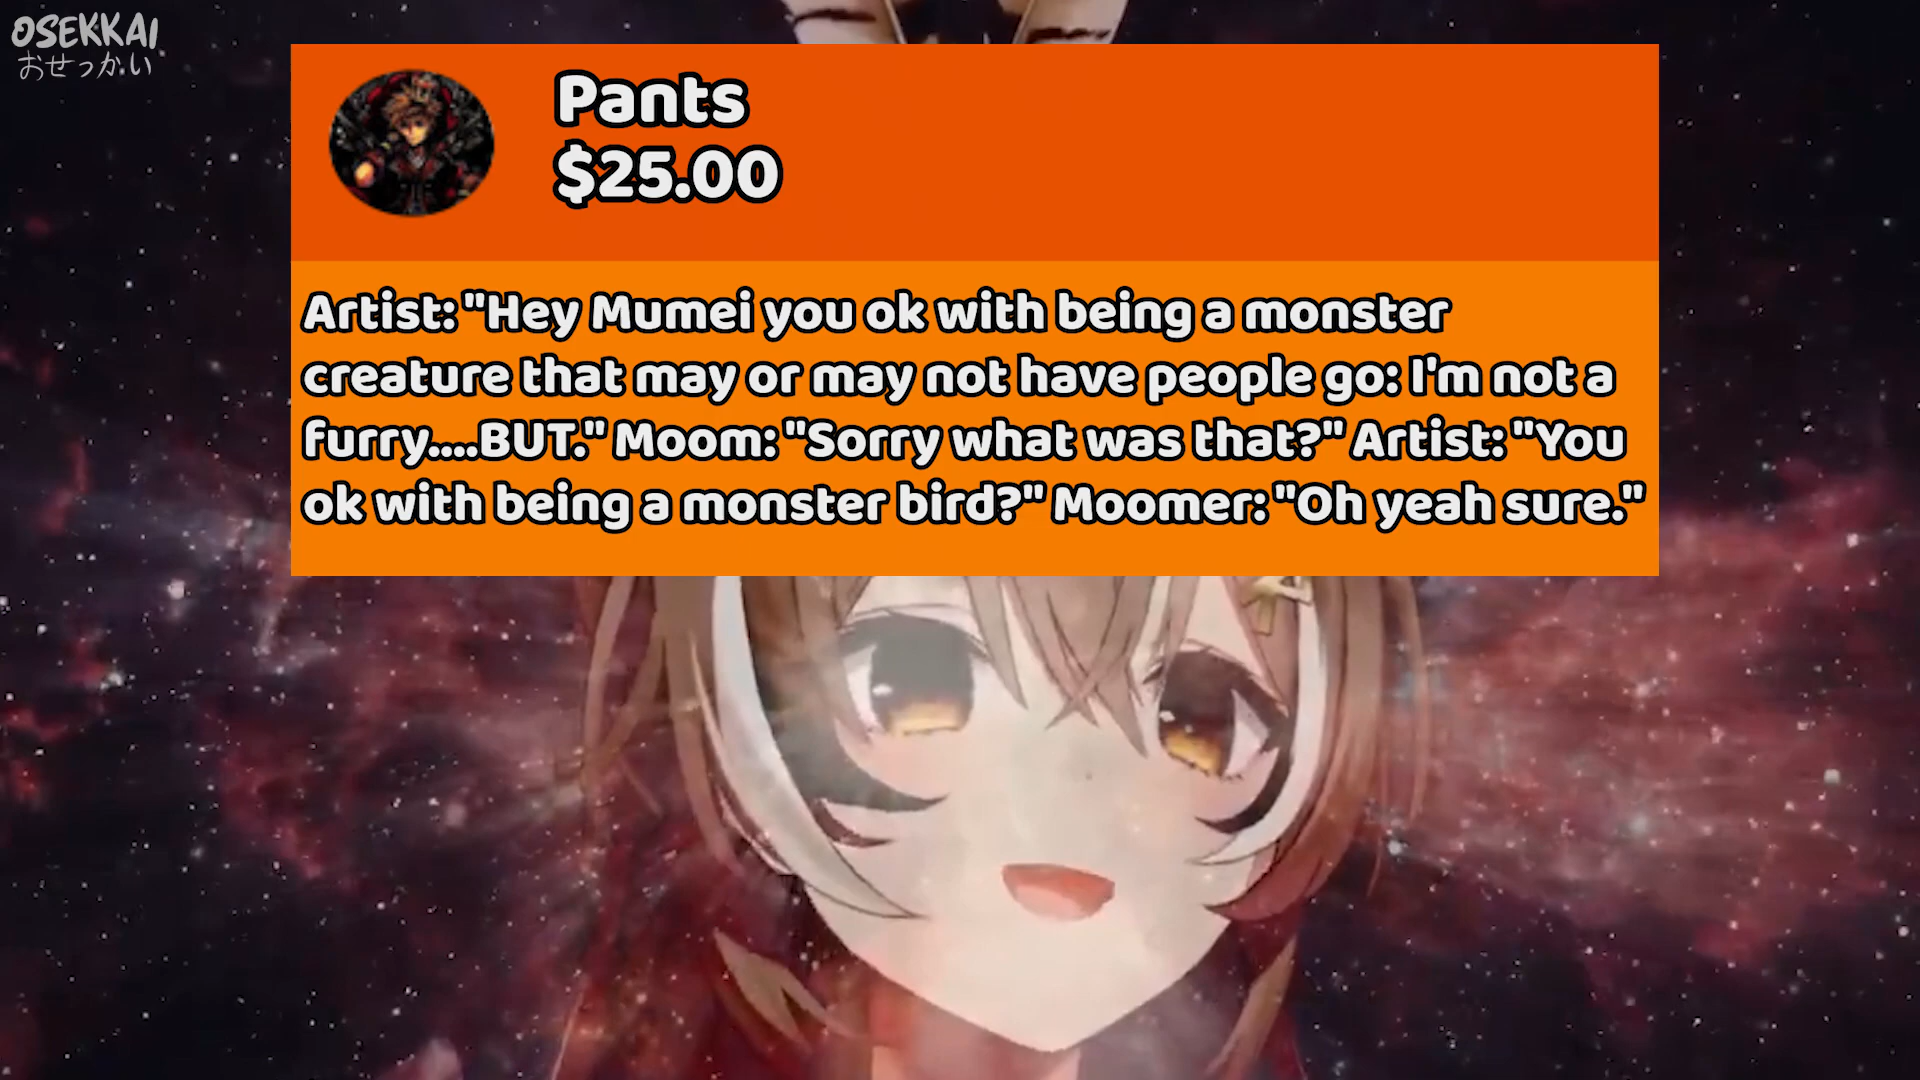 OSEKKAI
おせっかい
Pants
$25.00
Artist: "Hey Mumei you ok with being a monster
creature that may or may not have people go: I'm not a
furry....BUT." Moom: "Sorry what was that?" Artist: "You
ok with being a monster bird?" Moomer: "Oh yeah sure."